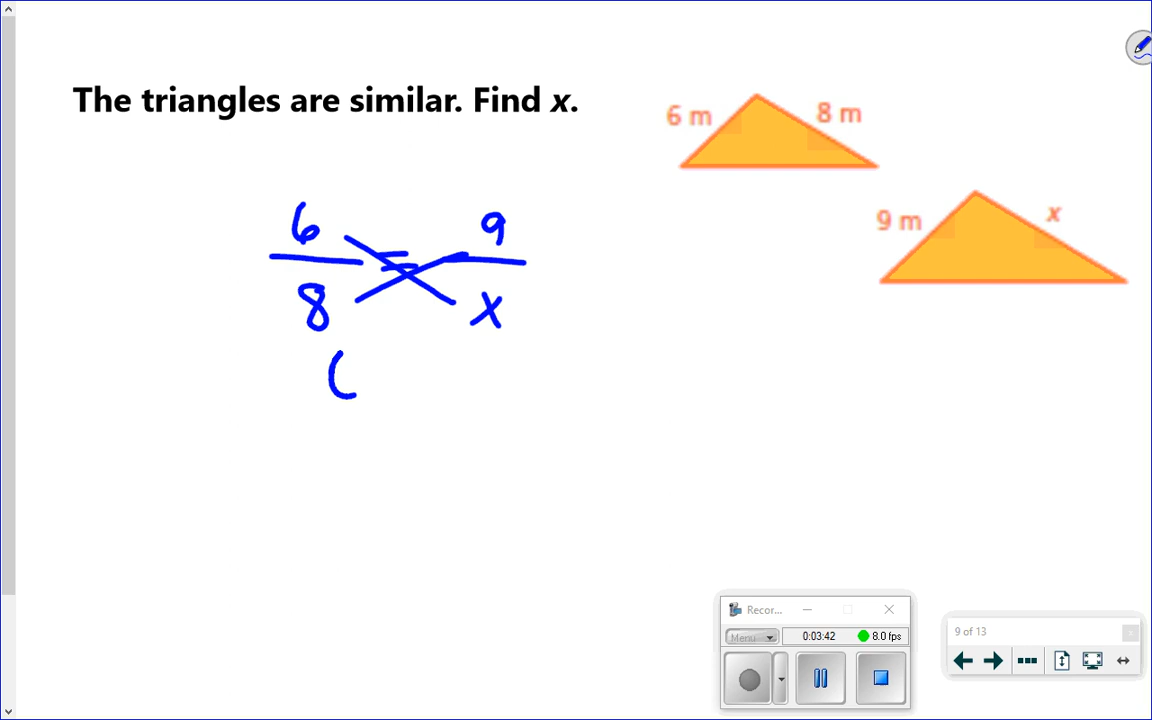 The triangles are similar. Find x.
6 m
8 m
9 m
x
6 = 9
8 x
(
Recor...
Menu
0:03:42
8.0 fps
9 of 13